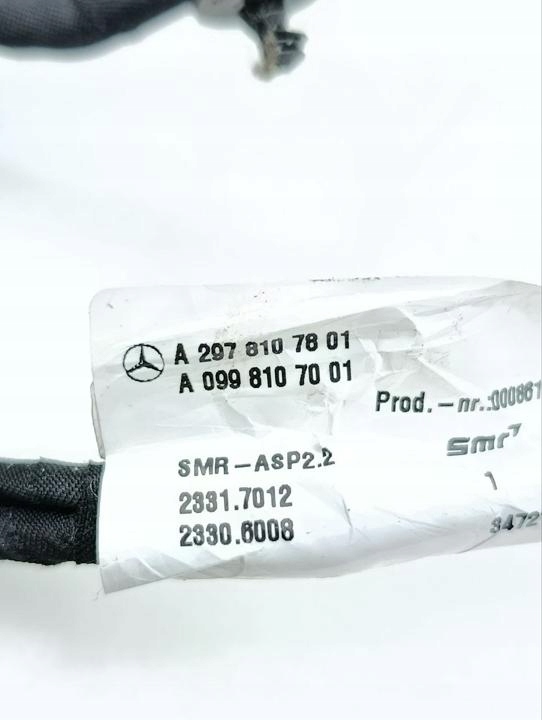 A 297 810 78 01
A 099 810 70 01
Prod.-nr.:000861
smr
SMR-ASP2.2
1
2331.7012
3472
2330.6008